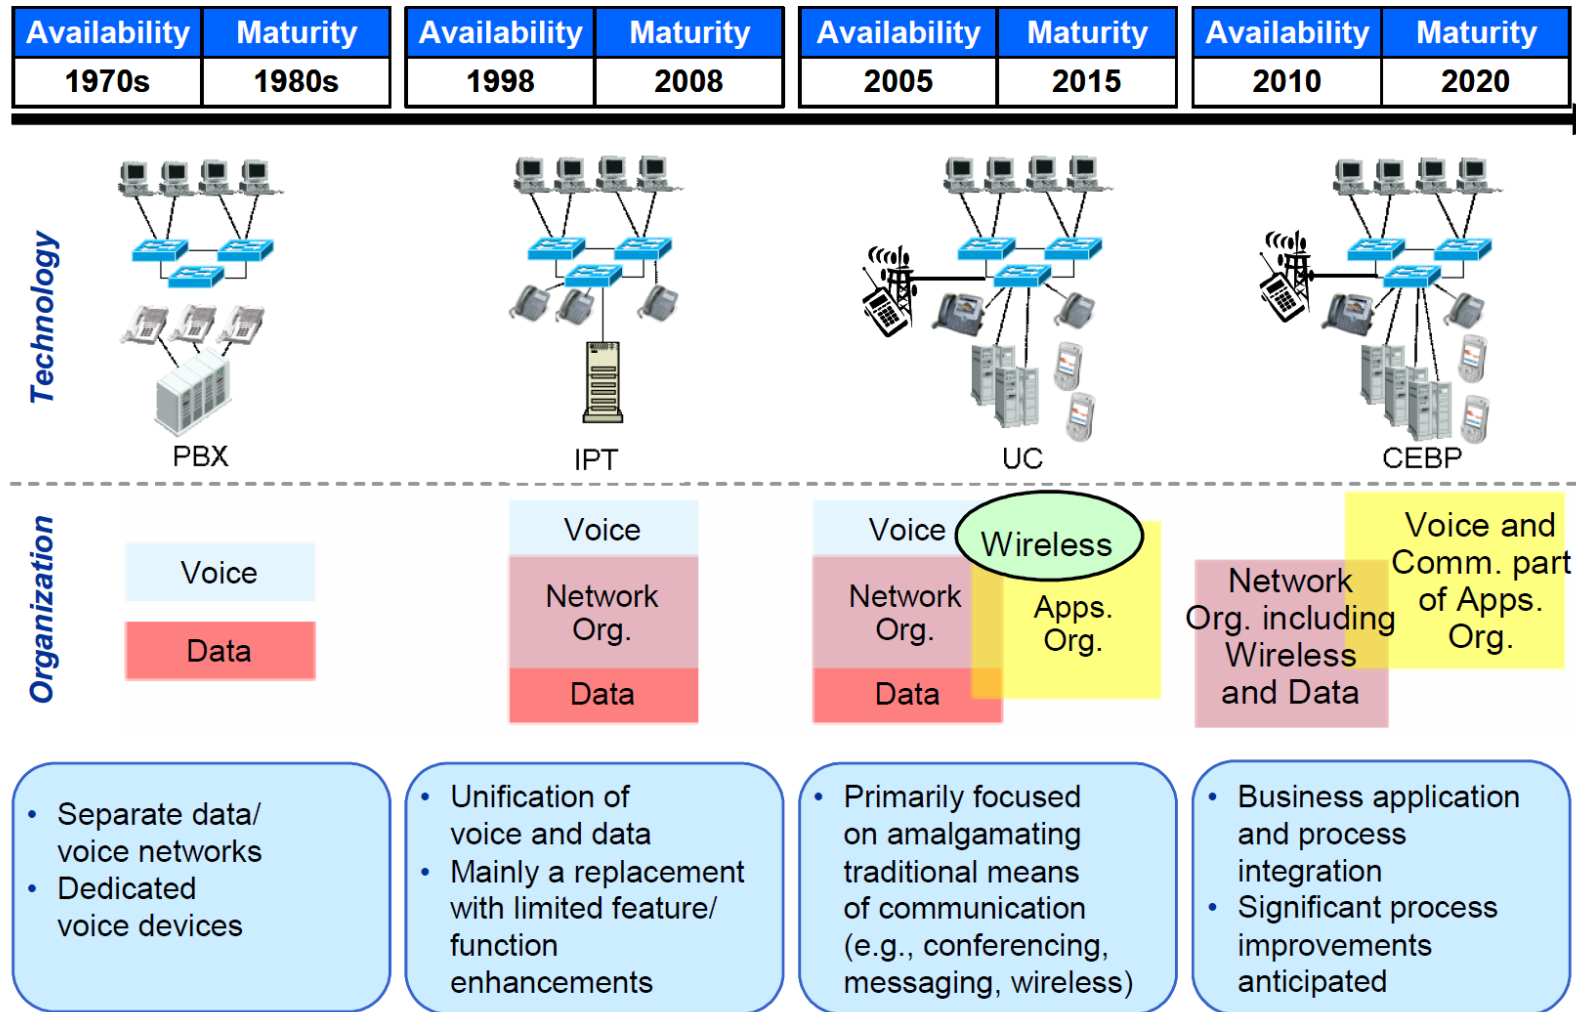 Availability Maturity Availability Maturity Availability Maturity Availability Maturity
1970s 1980s 1998 2008 2005 2015 2010 2020
Technology
PBX IPT UC CEBP
Organization
Voice
Data
Voice
Network
Org.
Data
Voice
Network
Org.
Data
Wireless
Apps.
Org.
Network
Org. including
Wireless
and Data
Voice and
Comm. part
of Apps.
Org.
• Separate data/
voice networks
• Dedicated
voice devices
• Unification of
voice and data
• Mainly a replacement
with limited feature/
function
enhancements
• Primarily focused
on amalgamating
traditional means
of communication
(e.g., conferencing,
messaging, wireless)
• Business application
and process
integration
• Significant process
improvements
anticipated